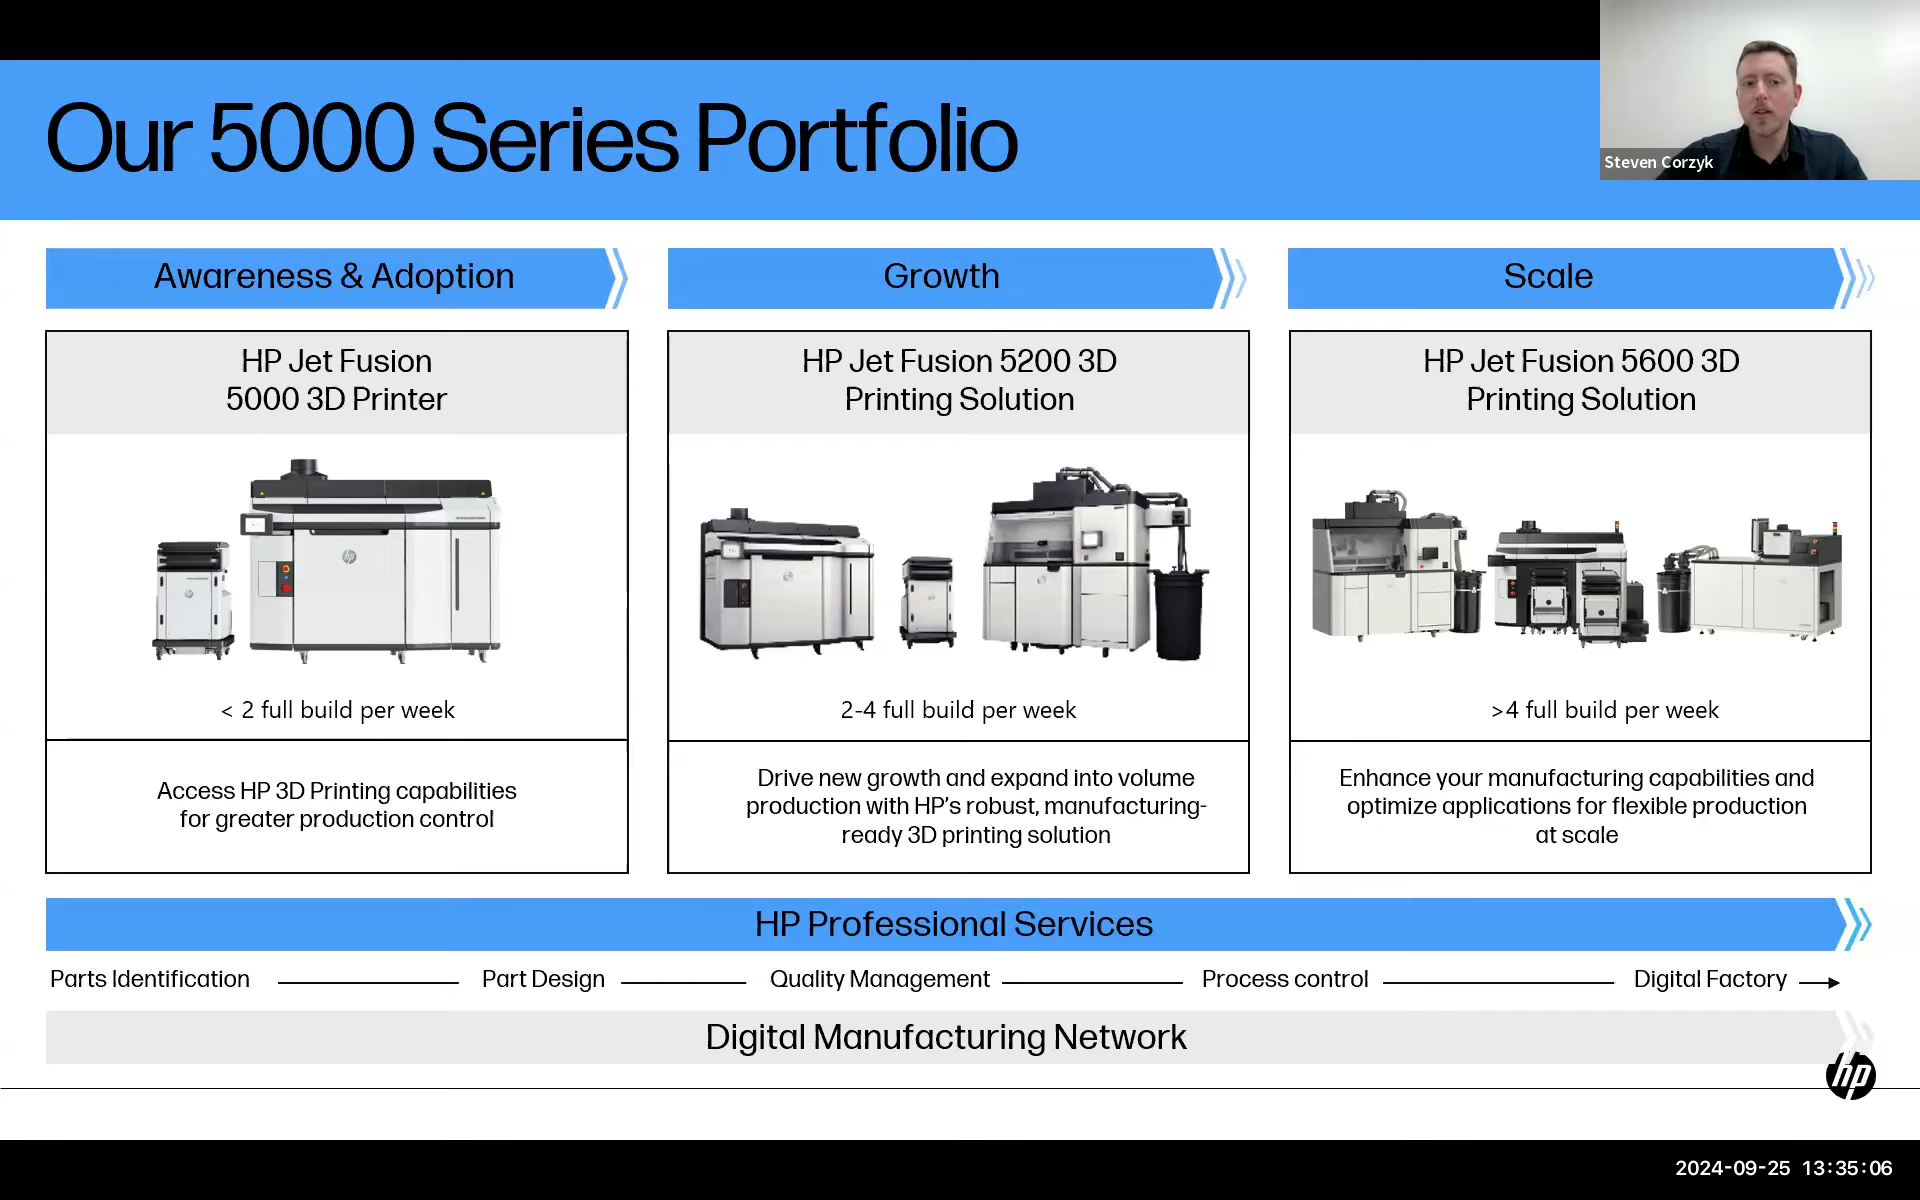 Our 5000 Series Portfolio
Steven Corzyk
Awareness & Adoption
Growth
Scale
HP Jet Fusion
5000 3D Printer
< 2 full build per week
Access HP 3D Printing capabilities
for greater production control
HP Jet Fusion 5200 3D
Printing Solution
2-4 full build per week
Drive new growth and expand into volume
production with HP’s robust, manufacturing-
ready 3D printing solution
HP Jet Fusion 5600 3D
Printing Solution
>4 full build per week
Enhance your manufacturing capabilities and
optimize applications for flexible production
at scale
HP Professional Services
Parts Identification
Part Design
Quality Management
Process control
Digital Factory
Digital Manufacturing Network
hp
2024-09-25 13:35:06